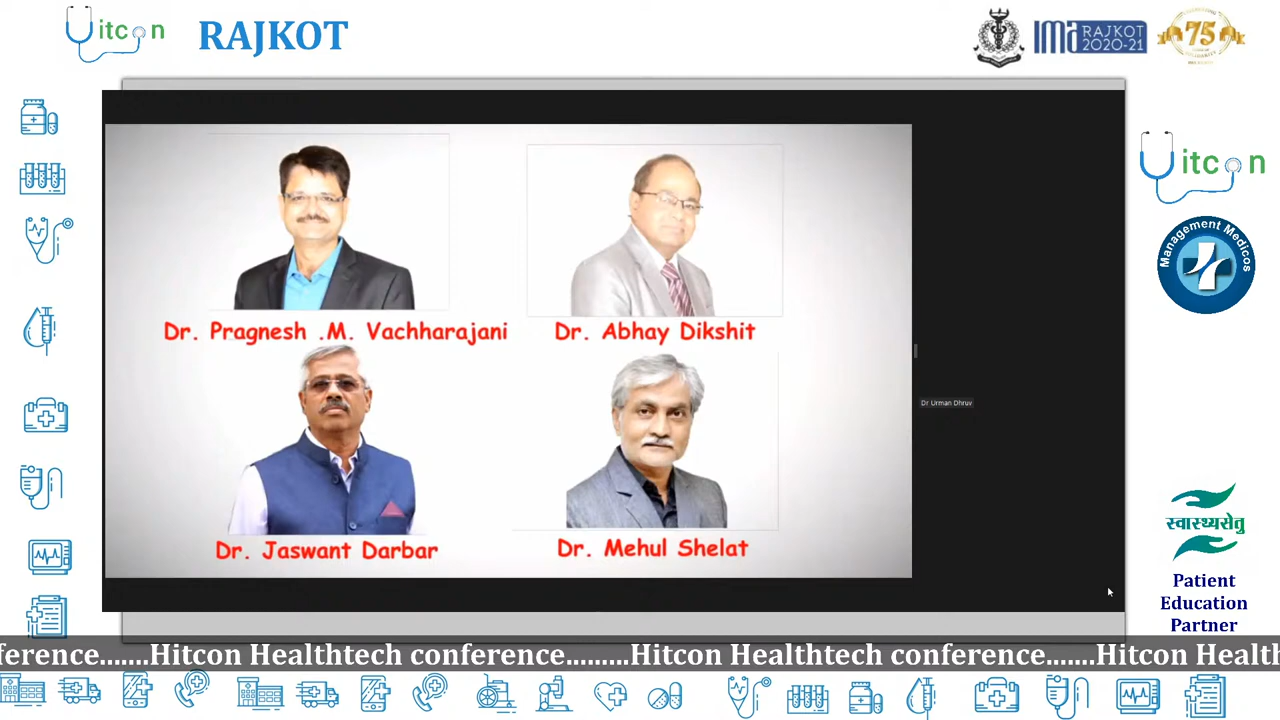 itcon
RAJKOT
ima RAJKOT
2020-21
75
itcon
Management Medicos
Dr. Pragnesh .M. Vachharajani
Dr. Abhay Dikshit
Dr Urman Dhruv
Dr. Jaswant Darbar
Dr. Mehul Shelat
स्वास्थ्यसेतु
Patient
Education
Partner
nference.......Hitcon Healthtech conference.........Hitcon Healthtech conference.......Hitcon Health